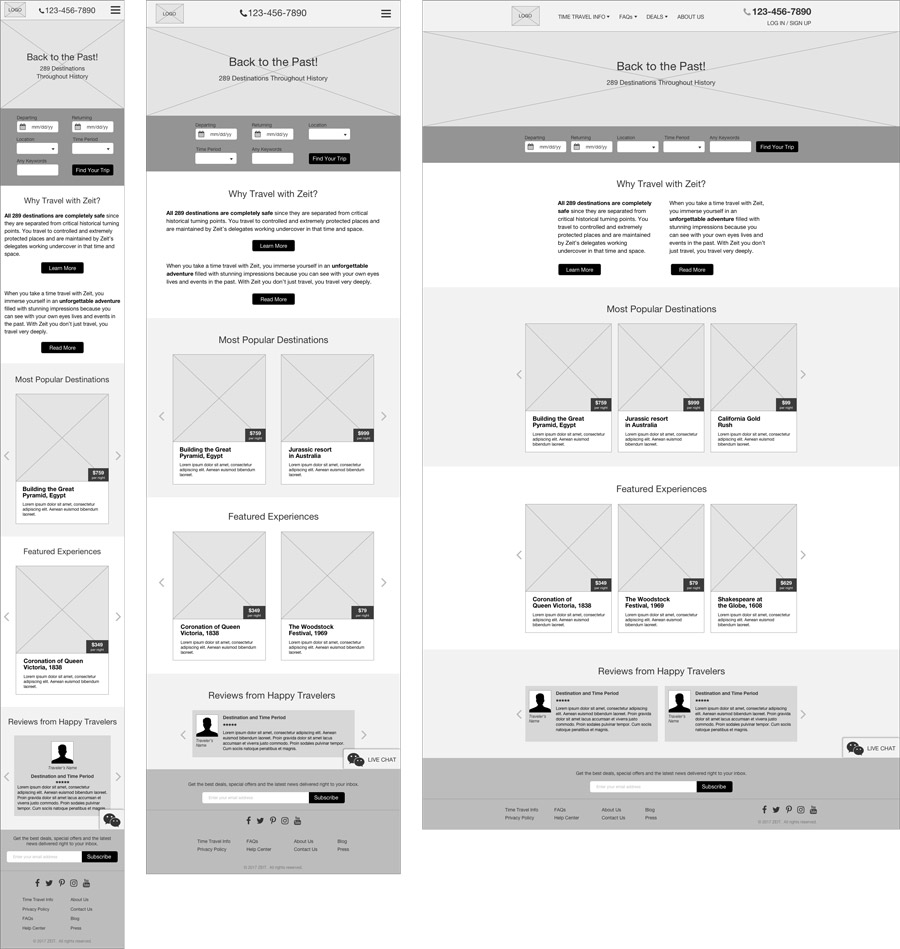 LOGO
123-456-7890
Back to the Past!
289 Destinations
Throughout History
Departing
Returning
mm/dd/yy
mm/dd/yy
Location
Time Period
Any Keywords
Find Your Trip
Why Travel with Zeit?
All 289 destinations are completely safe since
they are separated from critical historical turning
points. You travel to controlled and extremely
protected places and are maintained by Zeit's
delegates working undercover in that time and
space.
Learn More
When you take a time travel with Zeit, you
immerse yourself in an unforgettable adventure
filled with stunning impressions because you
can see with your own eyes lives and events in
the past. With Zeit you don't just travel, you
travel very deeply.
Read More
Most Popular Destinations
$759
per night
Building the Great
Pyramid, Egypt
Lorem ipsum dolor sit amet, consectetur
adipiscing elit. Aenean euismod bibendum
laoreet.
Featured Experiences
$349
per night
Coronation of Queen
Victoria, 1838
Lorem ipsum dolor sit amet, consectetur
adipiscing elit. Aenean euismod bibendum
laoreet.
Reviews from Happy Travelers
Traveler's Name
Destination and Time Period
★★★★★
Lorem ipsum dolor sit amet, consectetur
adipiscing elit. Aenean euismod bibendum
laoreet. Proin gravida dolor sit amet lacus
accumsan et viverra justo commodo. Proin
sodales pulvinar tempor. Cum sociis natoque
Get the best deals, special offers and the latest
news delivered right to your inbox.
Enter your email address
Subscribe
Time Travel Info
About Us
Privacy Policy
Contact Us
FAQs
Blog
Help Center
Press
© 2017 ZEIT . All rights reserved.
LOGO
123-456-7890
Back to the Past!
289 Destinations Throughout History
Departing
Returning
Location
mm/dd/yy
mm/dd/yy
Time Period
Any Keywords
Find Your Trip
Why Travel with Zeit?
All 289 destinations are completely safe since they are separated from critical
historical turning points. You travel to controlled and extremely protected places and
are maintained by Zeit's delegates working undercover in that time and space.
Learn More
When you take a time travel with Zeit, you immerse yourself in an unforgettable
adventure filled with stunning impressions because you can see with your own eyes
lives and events in the past. With Zeit you don't just travel, you travel very deeply.
Read More
Most Popular Destinations
$759
per night
Building the Great
Pyramid, Egypt
Lorem ipsum dolor sit amet, consectetur
adipiscing elit. Aenean euismod bibendum
laoreet.
$999
per night
Jurassic resort
in Australia
Lorem ipsum dolor sit amet, consectetur
adipiscing elit. Aenean euismod bibendum
laoreet.
Featured Experiences
$349
per night
Coronation of Queen
Victoria, 1838
Lorem ipsum dolor sit amet, consectetur
adipiscing elit. Aenean euismod bibendum
laoreet.
$79
per night
The Woodstock
Festival, 1969
Lorem ipsum dolor sit amet, consectetur
adipiscing elit. Aenean euismod bibendum
laoreet.
Reviews from Happy Travelers
Traveler's
Name
Destination and Time Period
★★★★★
Lorem ipsum dolor sit amet, consectetur adipiscing elit. Aenean
euismod bibendum laoreet. Proin gravida dolor sit amet lacus
accumsan et viverra justo commodo. Proin sodales pulvinar tempor.
Cum sociis natoque penatibus et magnis.
LIVE CHAT
Get the best deals, special offers and the latest news delivered right to your inbox.
Enter your email address
Subscribe
Time Travel Info
FAQs
About Us
Blog
Privacy Policy
Help Center
Contact Us
Press
© 2017 ZEIT . All rights reserved.
LOGO
TIME TRAVEL INFO
FAQs
DEALS
ABOUT US
123-456-7890
LOG IN / SIGN UP
Back to the Past!
289 Destinations Throughout History
Departing
Returning
Location
Time Period
Any Keywords
mm/dd/yy
mm/dd/yy
Find Your Trip
Why Travel with Zeit?
All 289 destinations are completely
safe since they are separated from
critical historical turning points. You
travel to controlled and extremely
protected places and are maintained
by Zeit's delegates working
undercover in that time and space.
Learn More
When you take a time travel with Zeit,
you immerse yourself in an
unforgettable adventure filled with
stunning impressions because you
can see with your own eyes lives and
events in the past. With Zeit you don't
just travel, you travel very deeply.
Read More
Most Popular Destinations
$759
per night
Building the Great
Pyramid, Egypt
Lorem ipsum dolor sit amet, consectetur
adipiscing elit. Aenean euismod bibendum
laoreet.
$999
per night
Jurassic resort
in Australia
Lorem ipsum dolor sit amet, consectetur
adipiscing elit. Aenean euismod bibendum
laoreet.
$99
per night
California Gold
Rush
Lorem ipsum dolor sit amet, consectetur
adipiscing elit. Aenean euismod bibendum
laoreet.
Featured Experiences
$349
per night
Coronation of
Queen Victoria, 1838
Lorem ipsum dolor sit amet, consectetur
adipiscing elit. Aenean euismod bibendum
laoreet.
$79
per night
The Woodstock
Festival, 1969
Lorem ipsum dolor sit amet, consectetur
adipiscing elit. Aenean euismod bibendum
laoreet.
$629
per night
Shakespeare at
the Globe, 1608
Lorem ipsum dolor sit amet, consectetur
adipiscing elit. Aenean euismod bibendum
laoreet.
Reviews from Happy Travelers
Traveler's
Name
Destination and Time Period
★★★★★
Lorem ipsum dolor sit amet, consectetur
adipiscing elit. Aenean euismod bibendum
laoreet. Proin gravida dolor sit amet
lacus accumsan et viverra justo
commodo. Proin sodales pulvinar tempor.
Cum sociis natoque penatibus et magnis.
Traveler's
Name
Destination and Time Period
★★★★★
Lorem ipsum dolor sit amet, consectetur
adipiscing elit. Aenean euismod bibendum
laoreet. Proin gravida dolor sit amet
lacus accumsan et viverra justo
commodo. Proin sodales pulvinar tempor.
Cum sociis natoque penatibus et magnis.
LIVE CHAT
Get the best deals, special offers and the latest news delivered right to your inbox.
Enter your email address
Subscribe
Time Travel Info
FAQs
About Us
Blog
Privacy Policy
Help Center
Contact Us
Press
© 2017 ZEIT . All rights reserved.